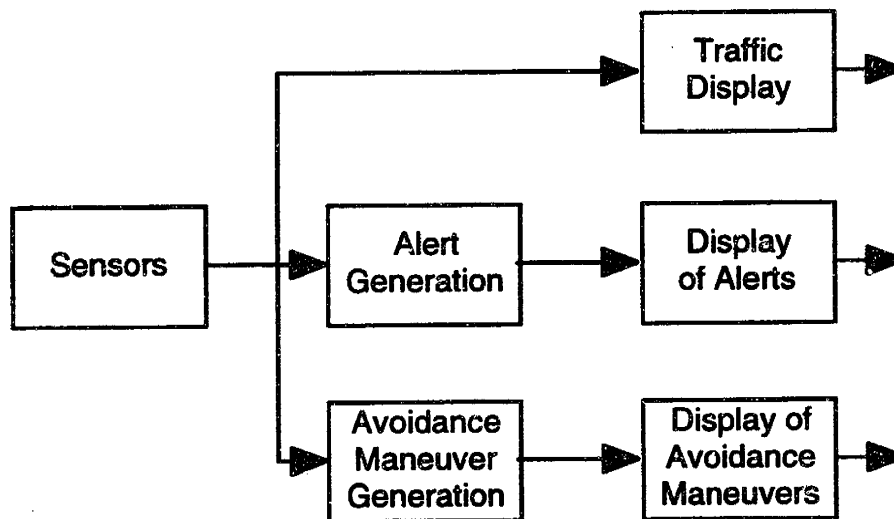 Traffic
Display
Sensors
Alert
Generation
Display
of Alerts
Avoidance
Maneuver
Generation
Display of
Avoidance
Maneuvers